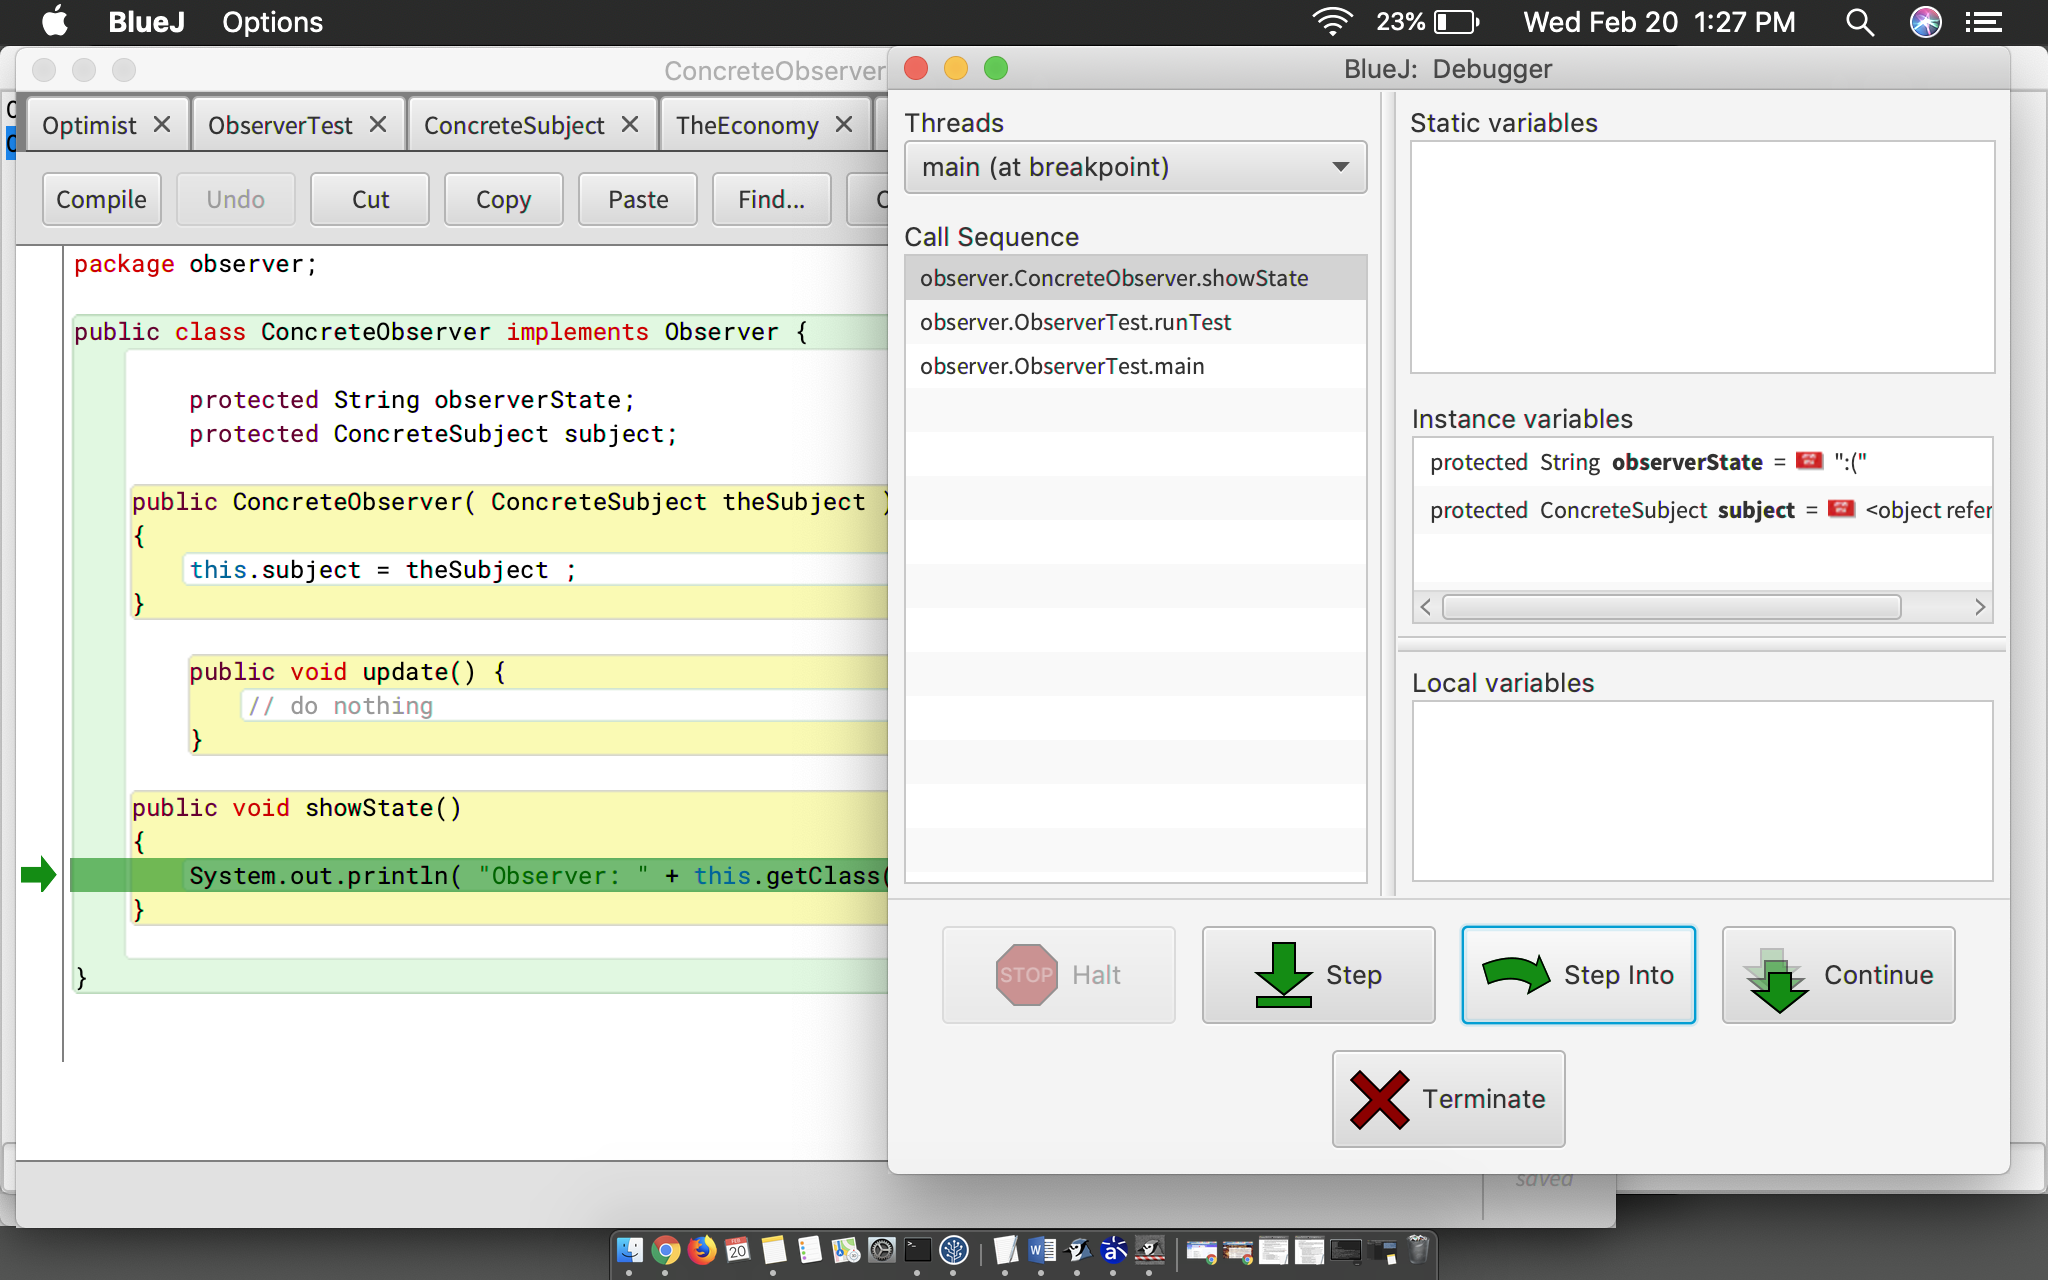 BlueJ Options 23% Wed Feb 20 1:27 PM
ConcreteObserver
Optimist ObserverTest ConcreteSubject TheEconomy
Compile Undo Cut Copy Paste Find...
package observer;
public class ConcreteObserver implements Observer {
protected String observerState;
protected ConcreteSubject subject;
public ConcreteObserver( ConcreteSubject theSubject )
{
this.subject = theSubject ;
}
public void update() {
// do nothing
}
public void showState()
{
System.out.println( "Observer: " + this.getClass(
}
}
saved
BlueJ: Debugger
Threads
main (at breakpoint)
Call Sequence
observer.ConcreteObserver.showState
observer.ObserverTest.runTest
observer.ObserverTest.main
Static variables
Instance variables
protected String observerState = ":("
protected ConcreteSubject subject = <object refer
Local variables
STOP Halt Step Step Into Continue
Terminate
FEB
20